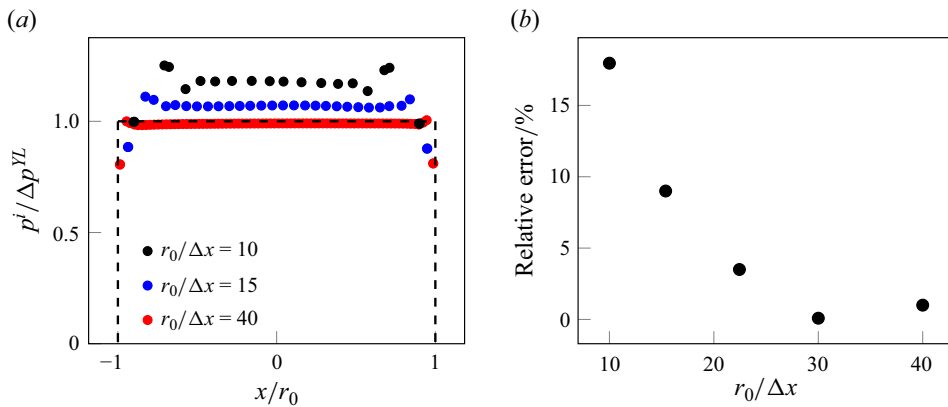 (a)
1.0
0.5
0
−1
0
1
p^i/Δp^YL
x/r_0
r_0/Δx = 10
r_0/Δx = 15
r_0/Δx = 40
(b)
15
10
5
0
10
20
30
40
Relative error/%
r_0/Δx